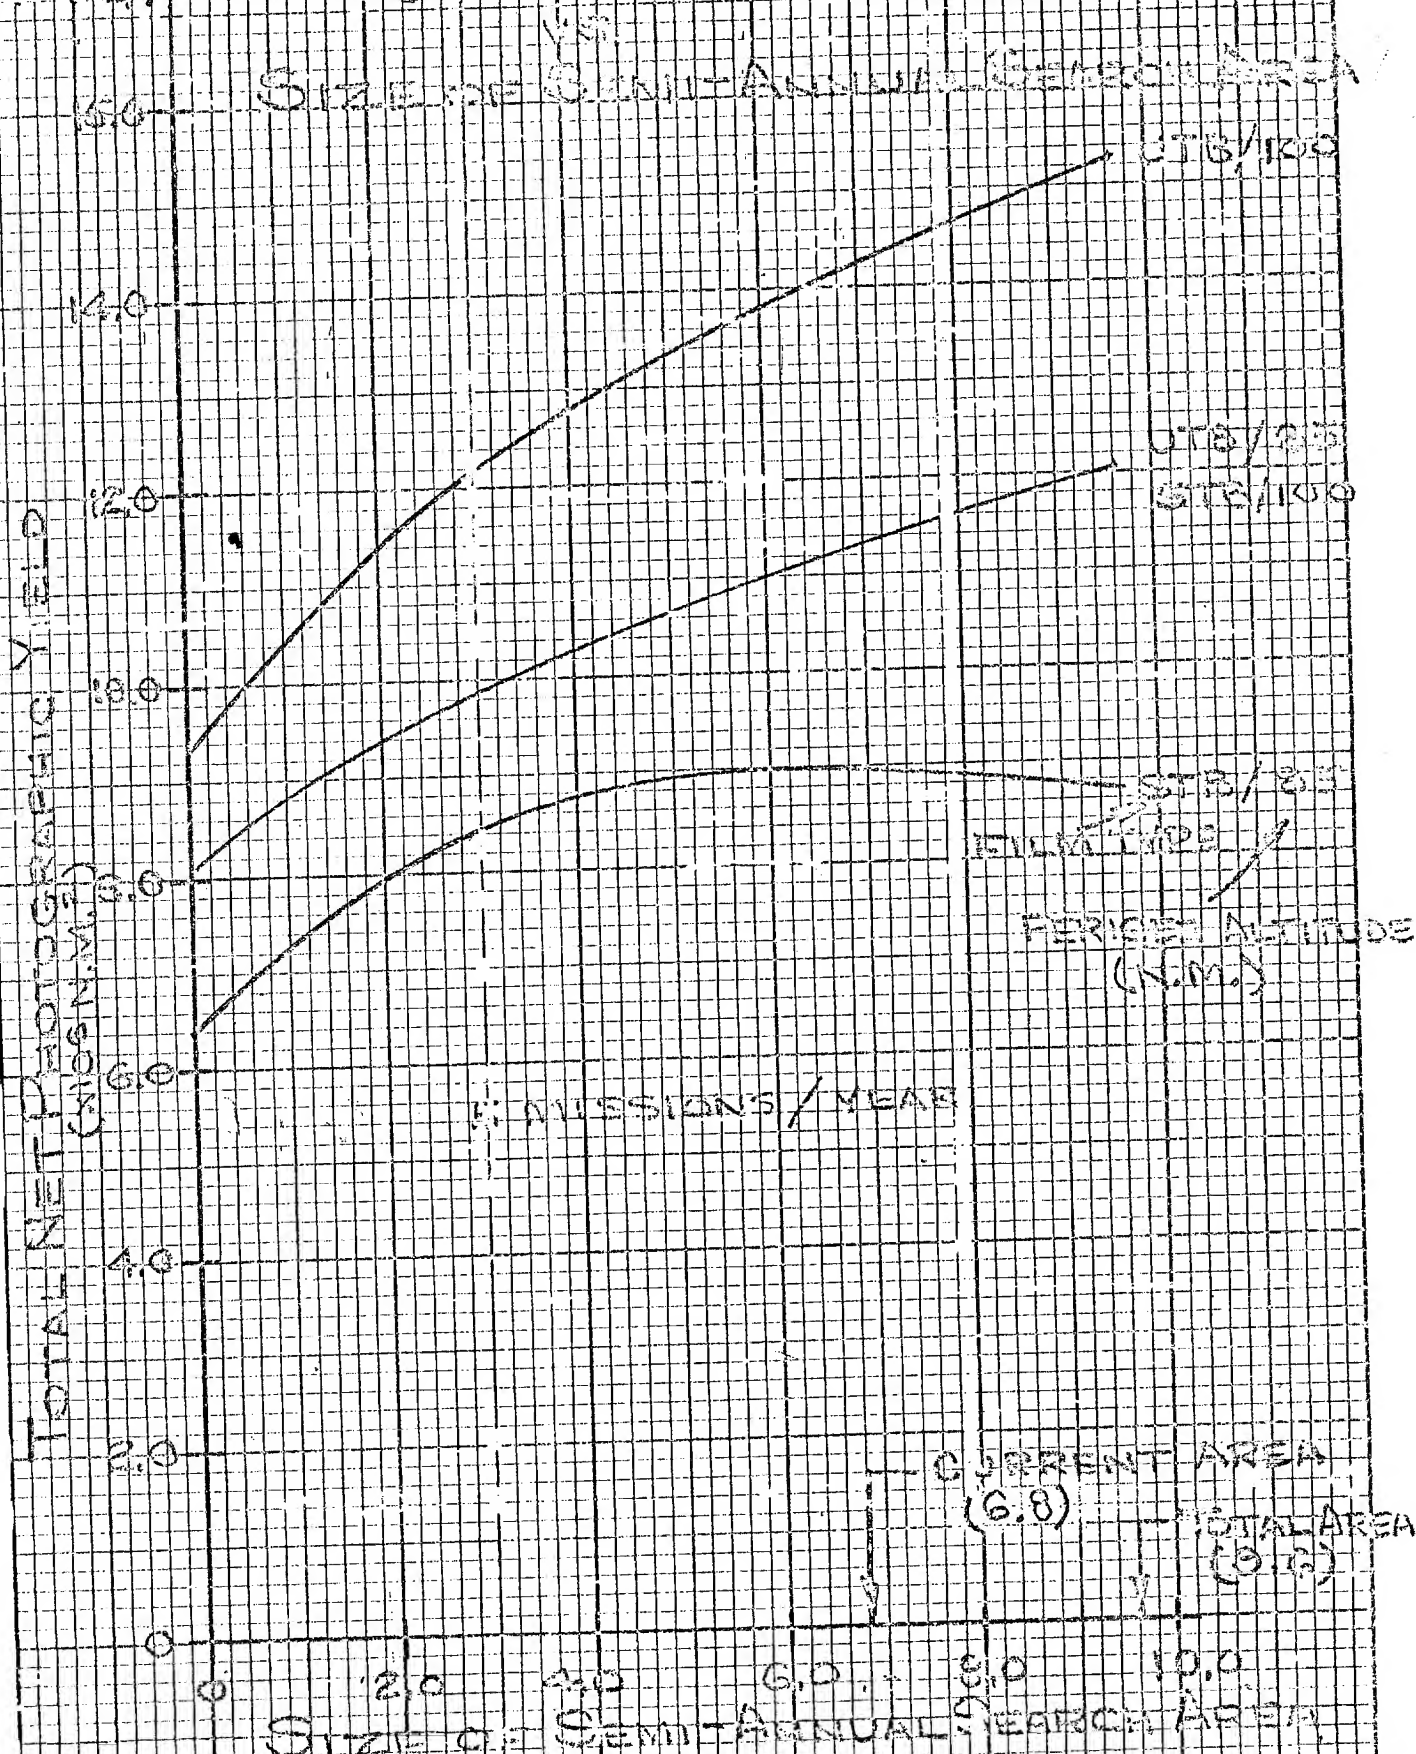 VS.
SIZE OF SEMI-ANNUAL SEARCH AREA
16.0
UTB/100
14.0
UTB/85
STB/100
12.0
10.0
STB/85
FILM TYPE
8.0
PERIGEE ALTITUDE
(N.M.)
6.0
MISSIONS/YEAR
4.0
2.0
CURRENT AREA
(6.8)
TOTAL AREA
0
0 2.0 4.0 6.0 8.0 10.0
SIZE OF SEMI-ANNUAL SEARCH AREA
TOTAL NET PHOTOGRAPHIC YIELD
N.M.